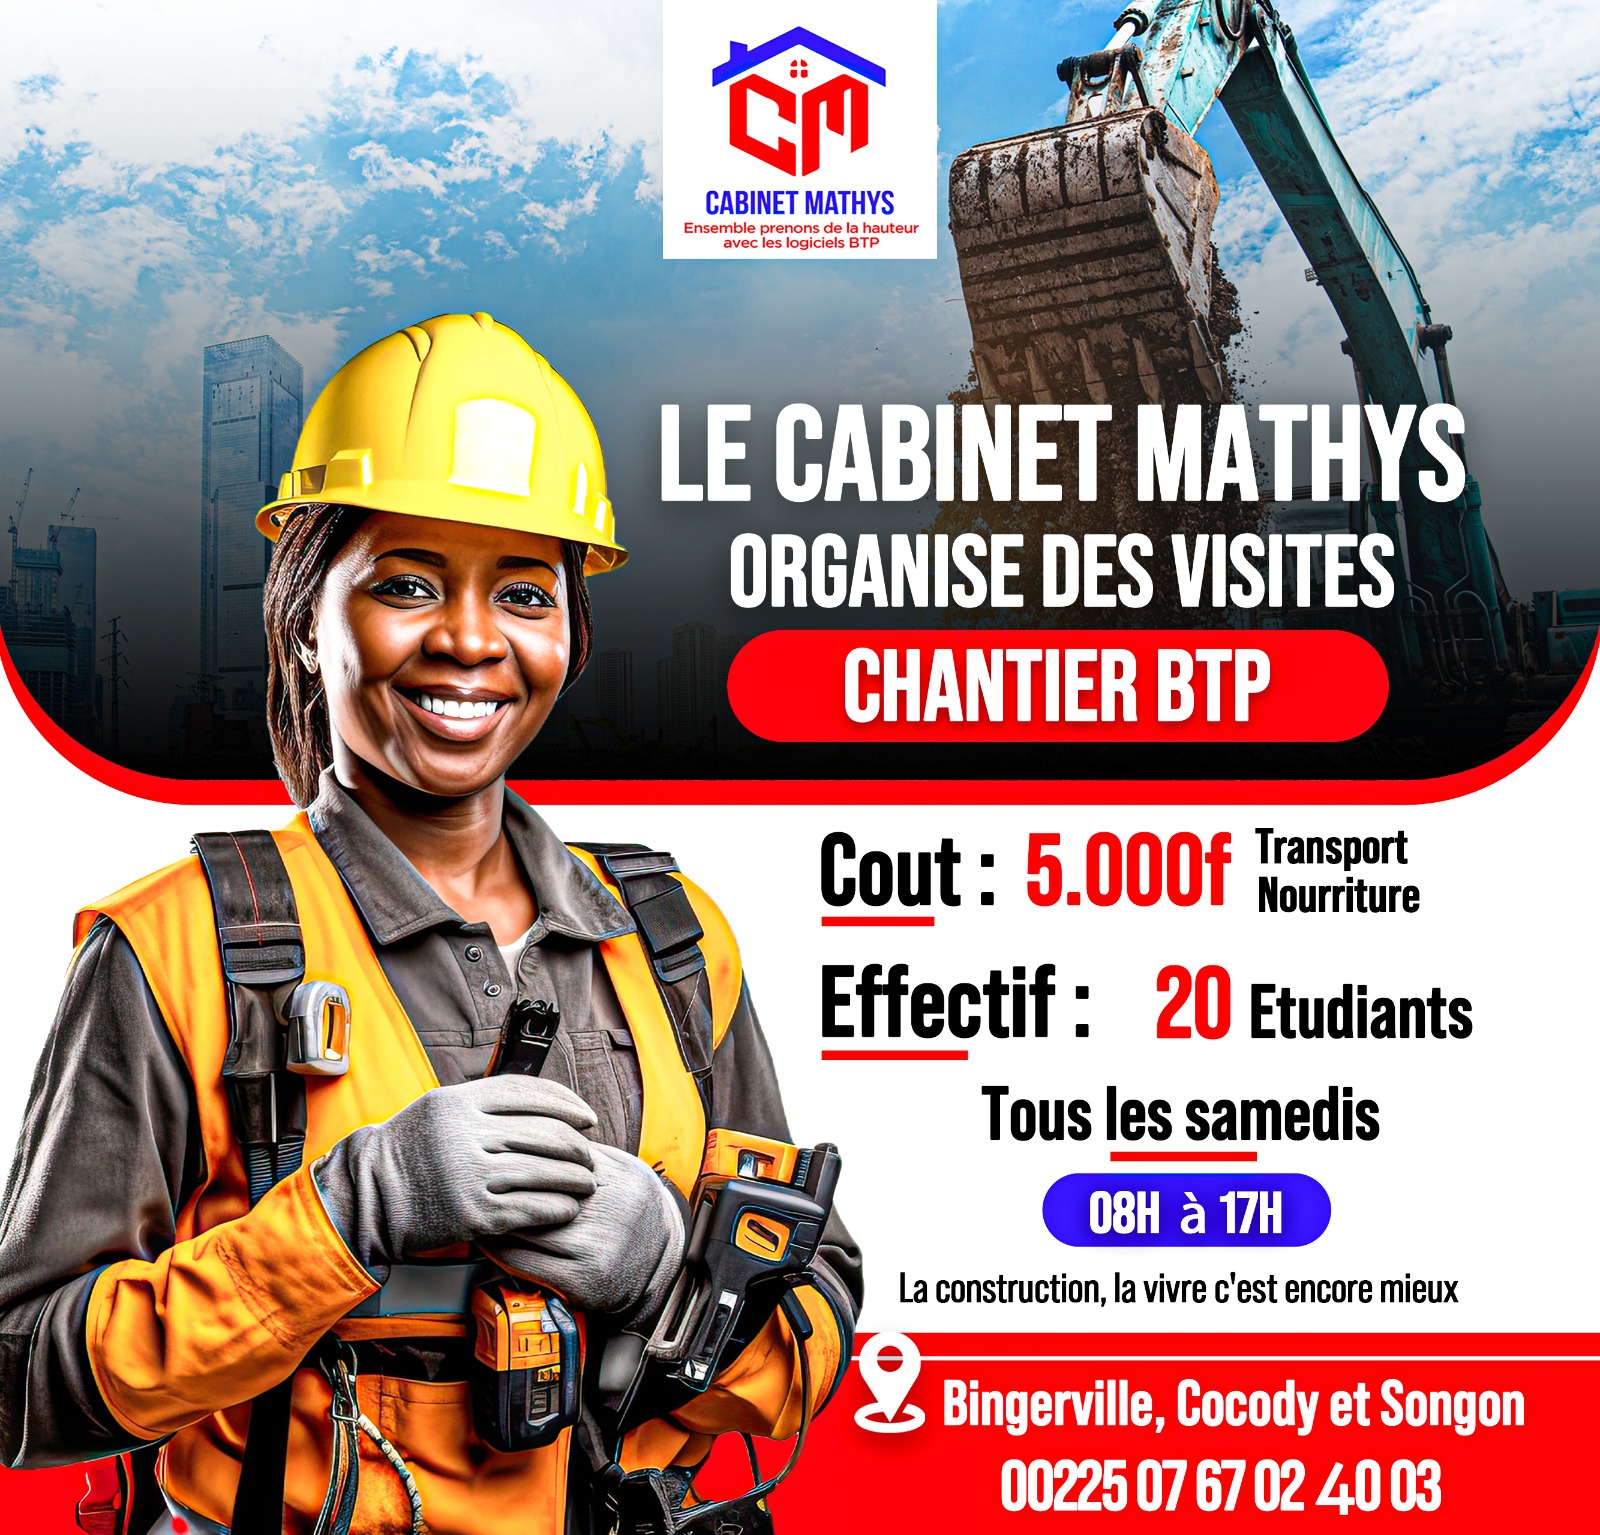 CM
CABINET MATHYS
Ensemble prenons de la hauteur
avec les logiciels BTP
LE CABINET MATHYS
ORGANISE DES VISITES
CHANTIER BTP
Cout : 5.000f Transport
Nourriture
Effectif : 20 Etudiants
Tous les samedis
08H à 17H
La construction, la vivre c'est encore mieux
Bingerville, Cocody et Songon
00225 07 67 02 40 03